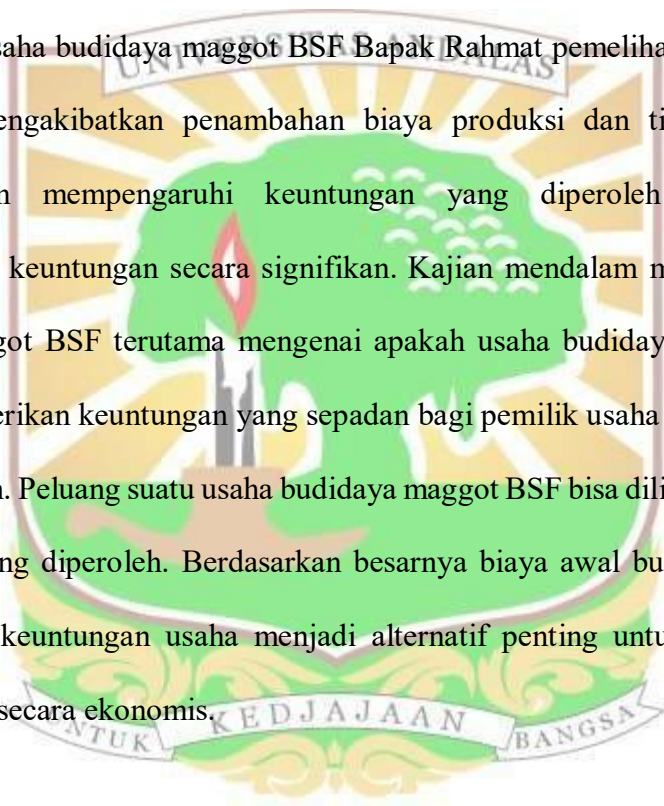 saha budidaya maggot BSF Bapak Rahmat pemeliha
UNIVERSITAS ANDALAS
engakibatkan penambahan biaya produksi dan ti
n mempengaruhi keuntungan yang diperoleh
keuntungan secara signifikan. Kajian mendalam m
got BSF terutama mengenai apakah usaha budiday
erikan keuntungan yang sepadan bagi pemilik usaha
n. Peluang suatu usaha budidaya maggot BSF bisa dili
ng diperoleh. Berdasarkan besarnya biaya awal bu
keuntungan usaha menjadi alternatif penting untu
secara ekonomis.
UNTUK KEDJAJAAN BANGSA